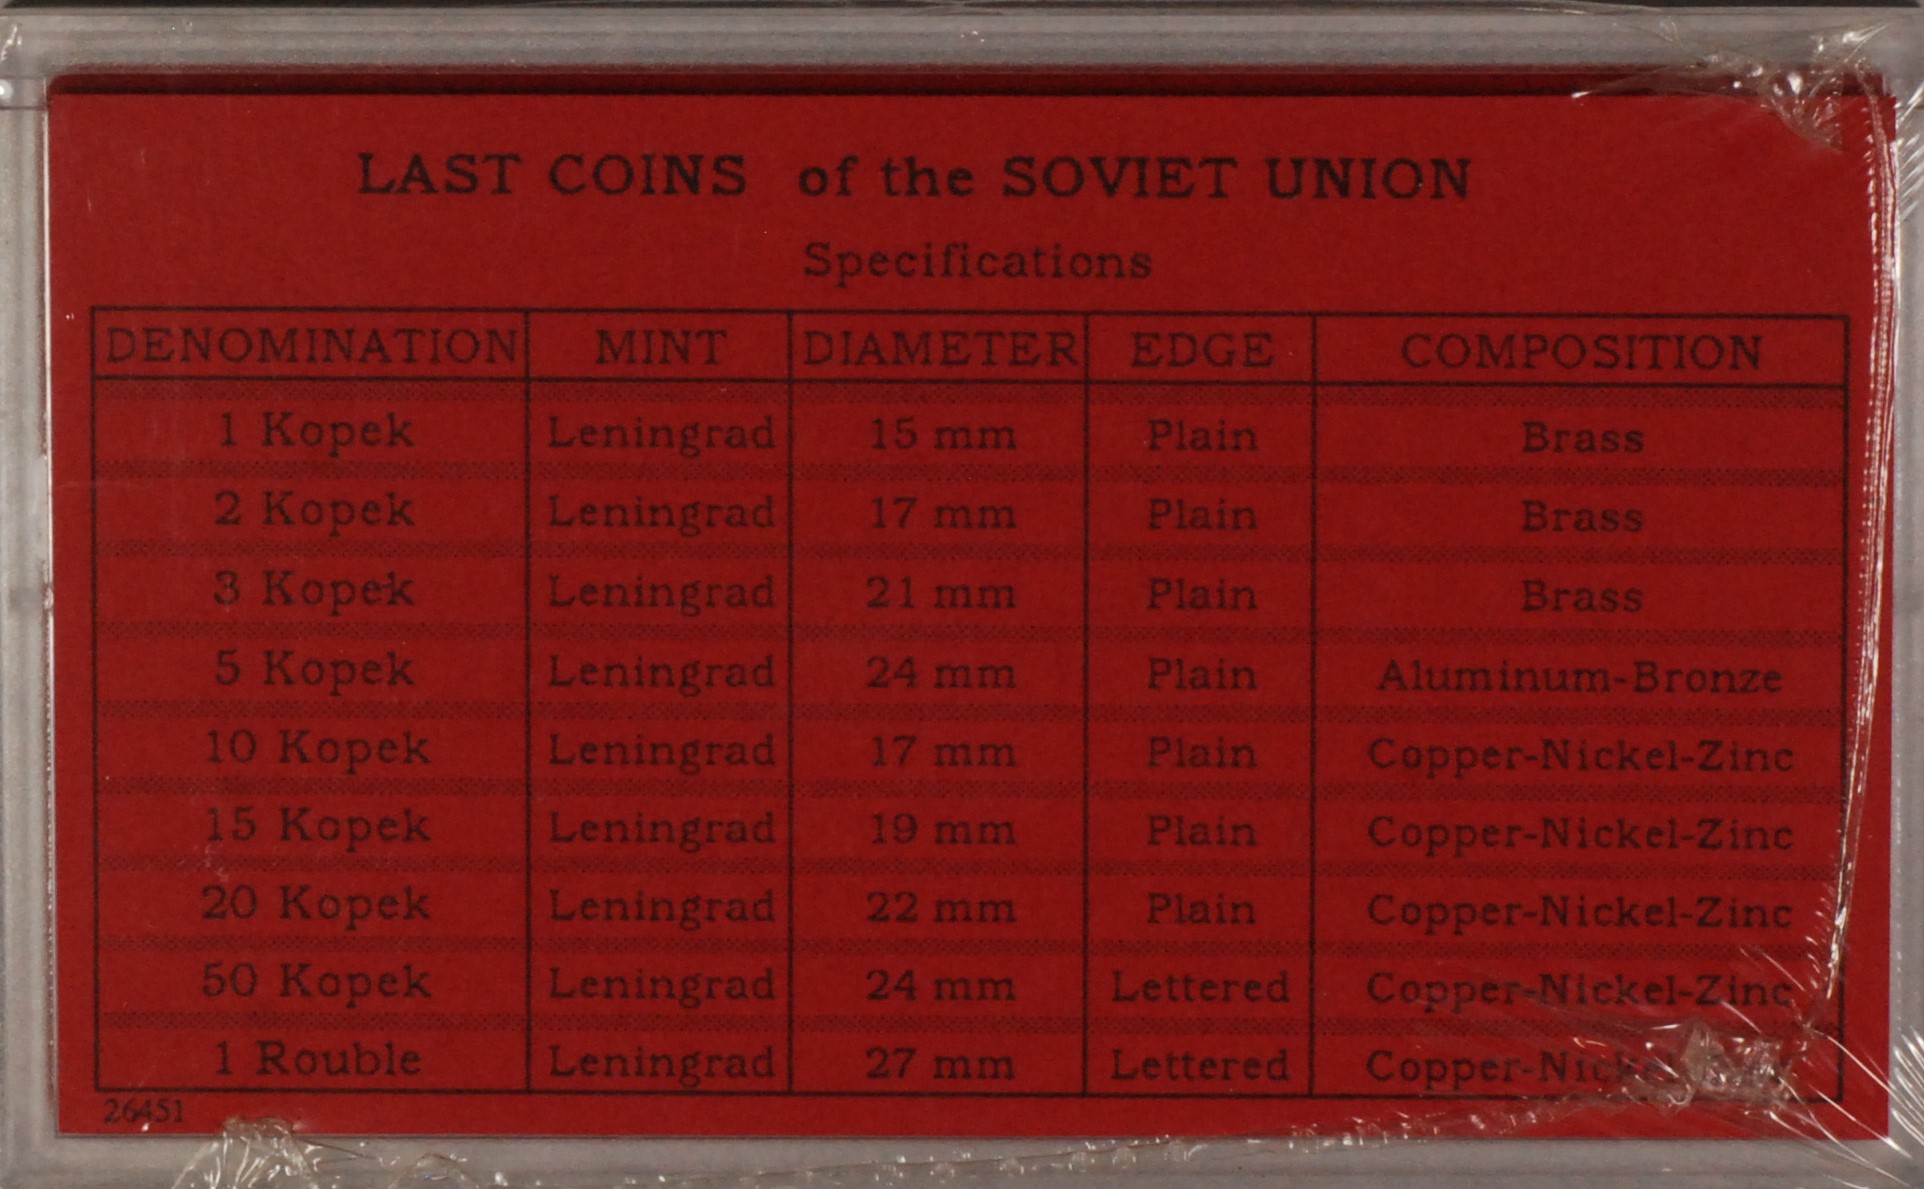 LAST COINS of the SOVIET UNION
Specifications
DENOMINATION MINT DIAMETER EDGE COMPOSITION
1 Kopek Leningrad 15 mm Plain Brass
2 Kopek Leningrad 17 mm Plain Brass
3 Kopek Leningrad 21 mm Plain Brass
5 Kopek Leningrad 24 mm Plain Aluminum-Bronze
10 Kopek Leningrad 17 mm Plain Copper-Nickel-Zinc
15 Kopek Leningrad 19 mm Plain Copper-Nickel-Zinc
20 Kopek Leningrad 22 mm Plain Copper-Nickel-Zinc
50 Kopek Leningrad 24 mm Lettered Copper-Nickel-Zinc
1 Rouble Leningrad 27 mm Lettered Copper-Nickel-Zinc
26451